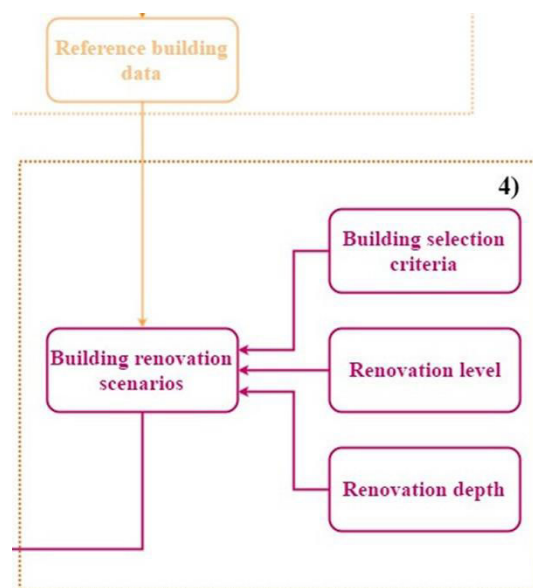 Reference building
data
4)
Building selection
criteria
Building renovation
scenarios
Renovation level
Renovation depth